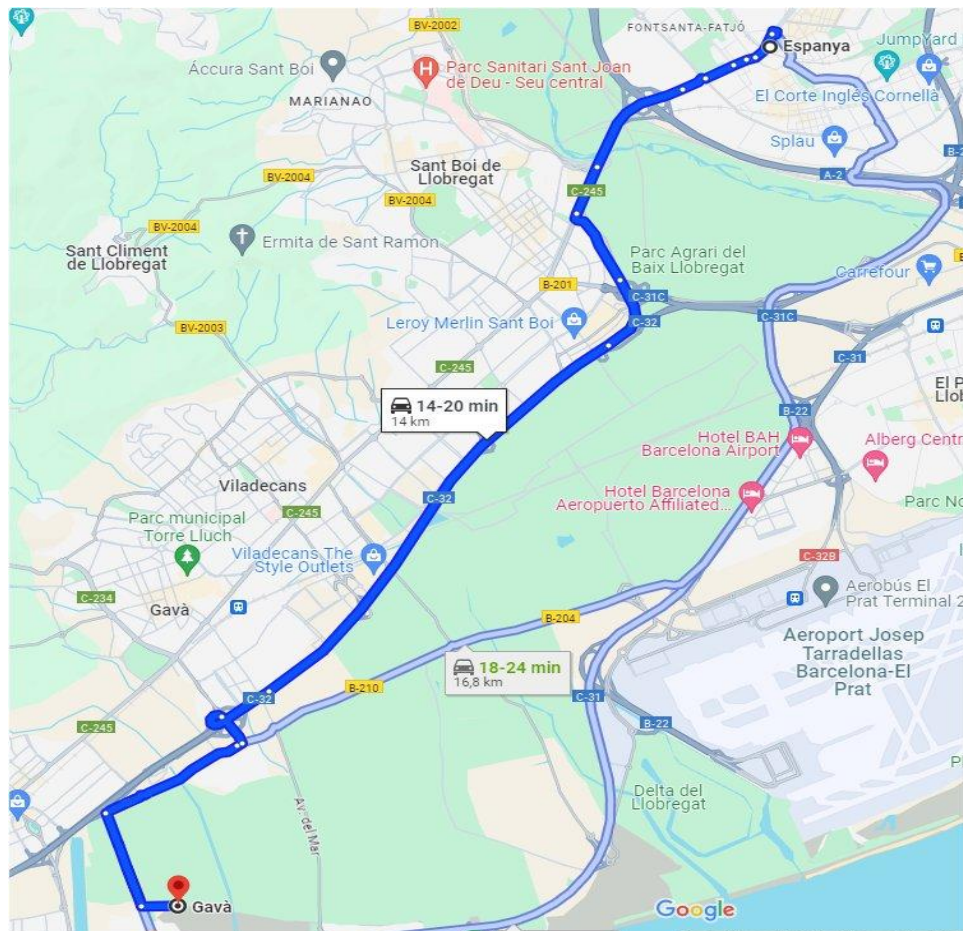 BV-2002
FONTSANTA-FATJÓ
Espanya
JumpYard
Áccura Sant Boi
Parc Sanitari Sant Joan
de Deu - Seu central
El Corte Inglés Cornellà
MARIANAO
Splau
BV-2004
Sant Boi de
Llobregat
A-2
BV-2004
C-245
BV-2004
Sant Climent
de Llobregat
Ermita de Sant Ramon
Parc Agrari del
Baix Llobregat
Carrefour
B-201
C-31C
C-31C
BV-2003
Leroy Merlin Sant Boi
C-32
C-31
C-245
14-20 min
14 km
B-22
Hotel BAH
Barcelona Airport
Alberg Centr
Viladecans
C-32
Hotel Barcelona
Aeropuerto Affiliated...
C-245
Parc municipal
Torre Lluch
Viladecans The
Style Outlets
C-32B
C-234
Gavà
Aerobús El
Prat Terminal 2
B-204
Aeroport Josep
Tarradellas
Barcelona-El
Prat
18-24 min
16,8 km
B-210
C-32
C-31
B-22
C-245
Delta del
Llobregat
Av. del Mar
Gavà
Google